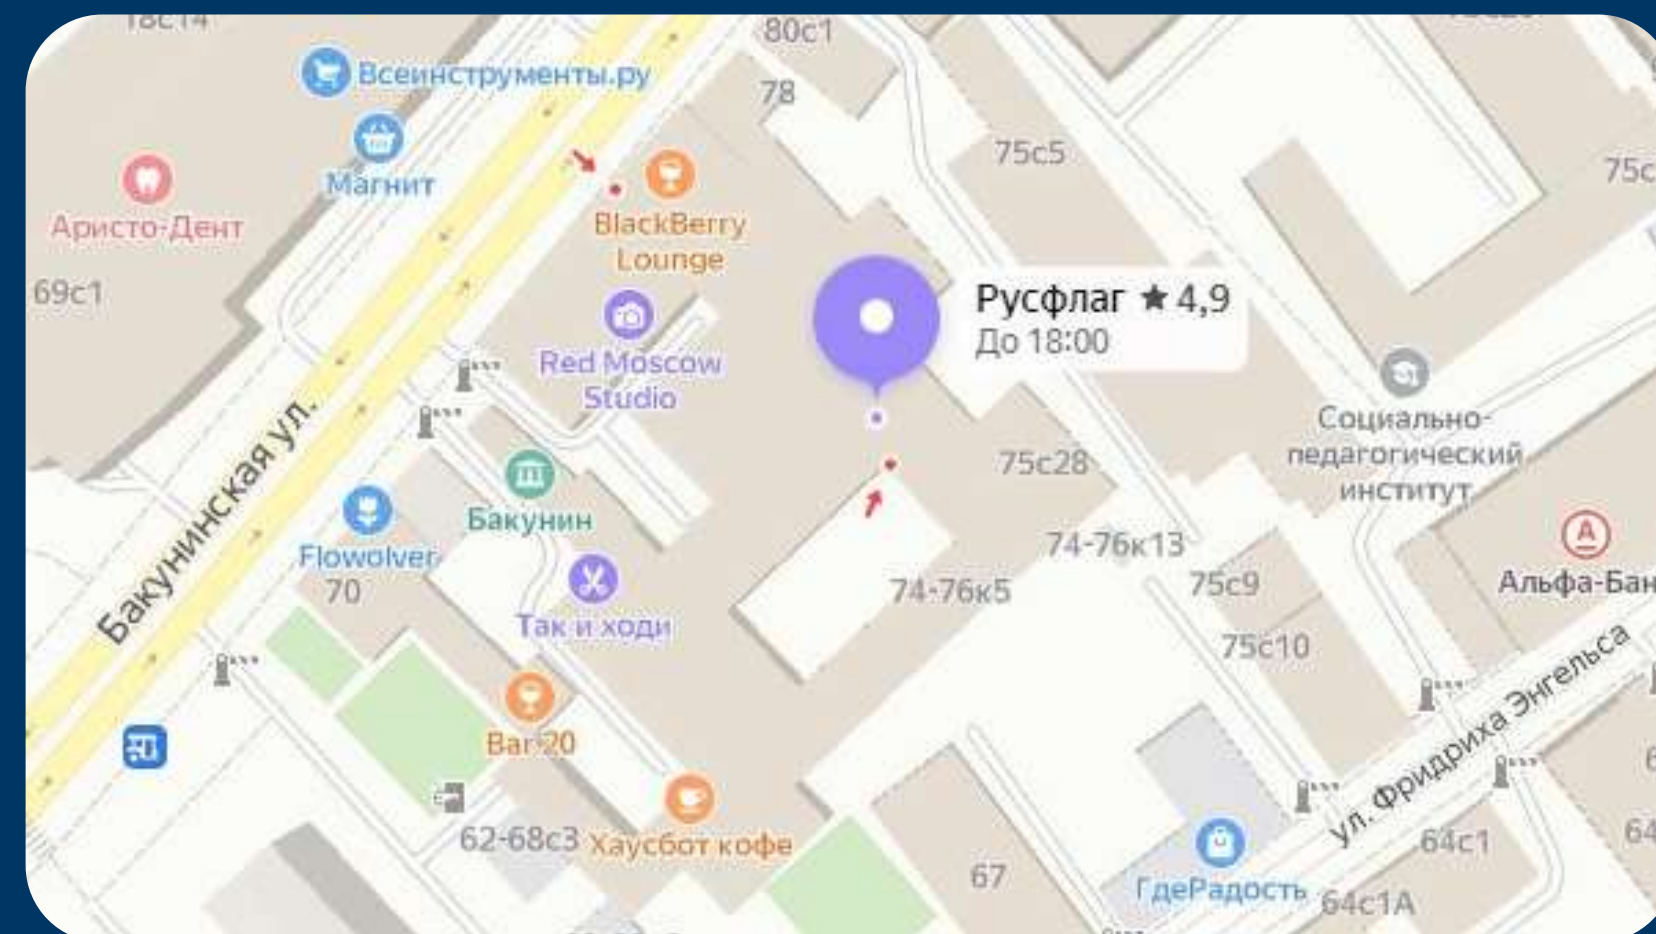 18с14
80с1
Всеинструменты.ру
78
75с5
Магнит
Аристо-Дент
BlackBerry
Lounge
69с1
Русфлаг ★ 4,9
До 18:00
Red Moscow
Studio
Социально-
педагогический
институт
75с28
Бакунинская ул.
Бакунин
Flowolver
70
74-76к13
74-76к5
75с9
Альфа-Бан
Так и ходи
75с10
ул. Фридриха Энгельса
Bar 20
62-68с3
Хаусбот кофе
67
ГдеРадость
64с1
64с1А